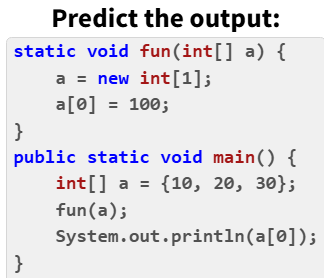 Predict the output:
static void fun(int[] a) {
    a = new int[1];
    a[0] = 100;
}
public static void main() {
    int[] a = {10, 20, 30};
    fun(a);
    System.out.println(a[0]);
}